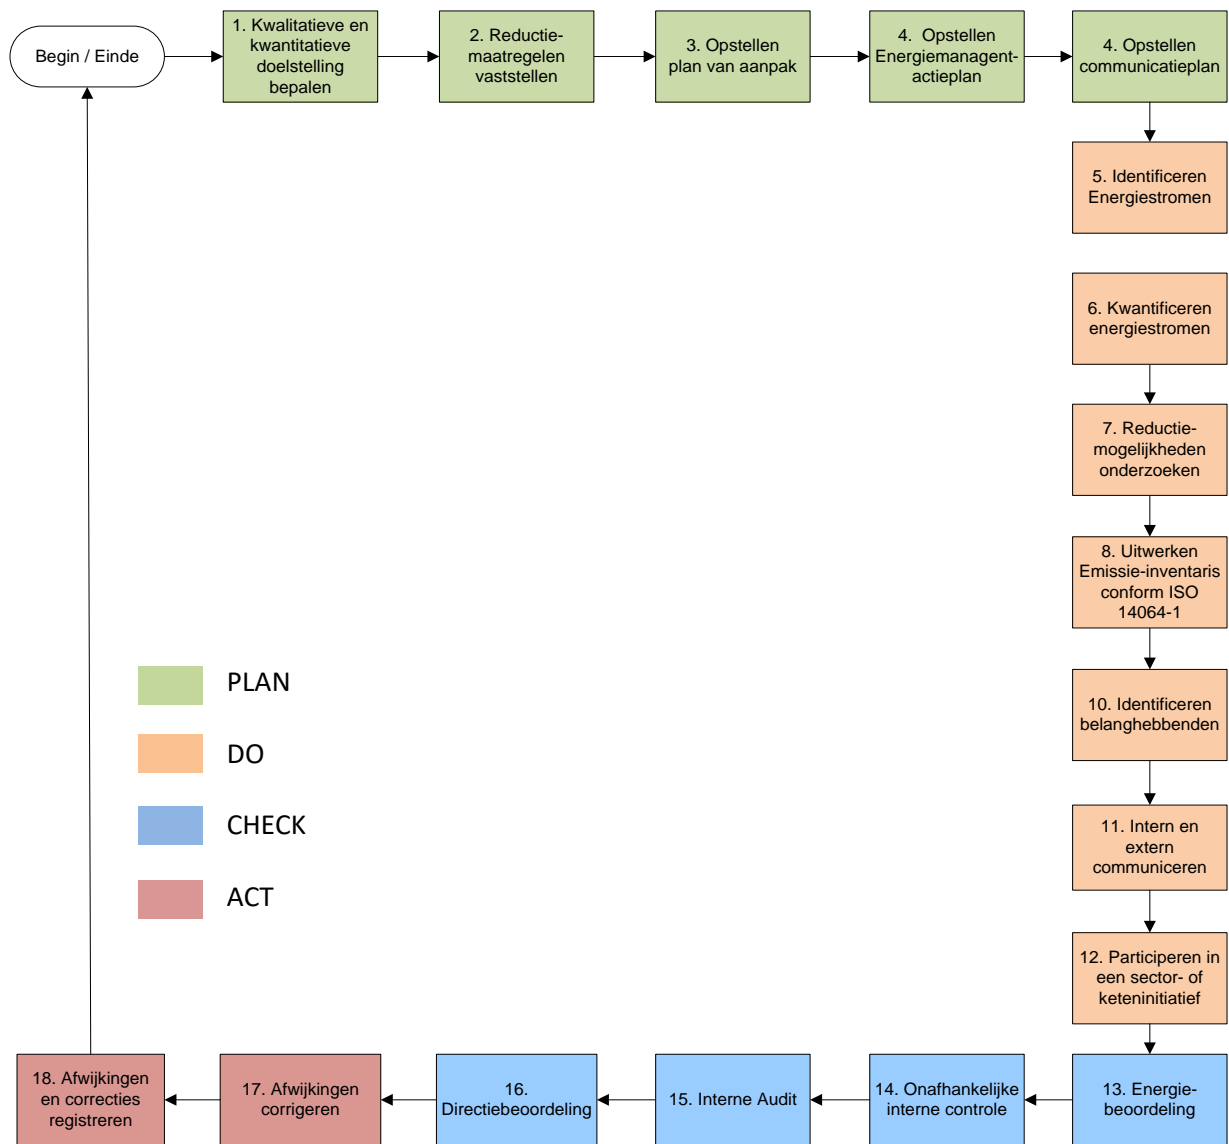 Begin / Einde
1. Kwalitatieve en
kwantitatieve
doelstelling
bepalen
2. Reductie-
maatregelen
vaststellen
3. Opstellen
plan van aanpak
4. Opstellen
Energiemanagent-
actieplan
4. Opstellen
communicatieplan
5. Identificeren
Energiestromen
6. Kwantificeren
energiestromen
7. Reductie-
mogelijkheden
onderzoeken
8. Uitwerken
Emissie-inventaris
conform ISO
14064-1
10. Identificeren
belanghebbenden
11. Intern en
extern
communiceren
12. Participeren in
een sector- of
keteninitiatief
13. Energie-
beoordeling
14. Onafhankelijke
interne controle
15. Interne Audit
16.
Directiebeoordeling
17. Afwijkingen
corrigeren
18. Afwijkingen
en correcties
registreren
PLAN
DO
CHECK
ACT